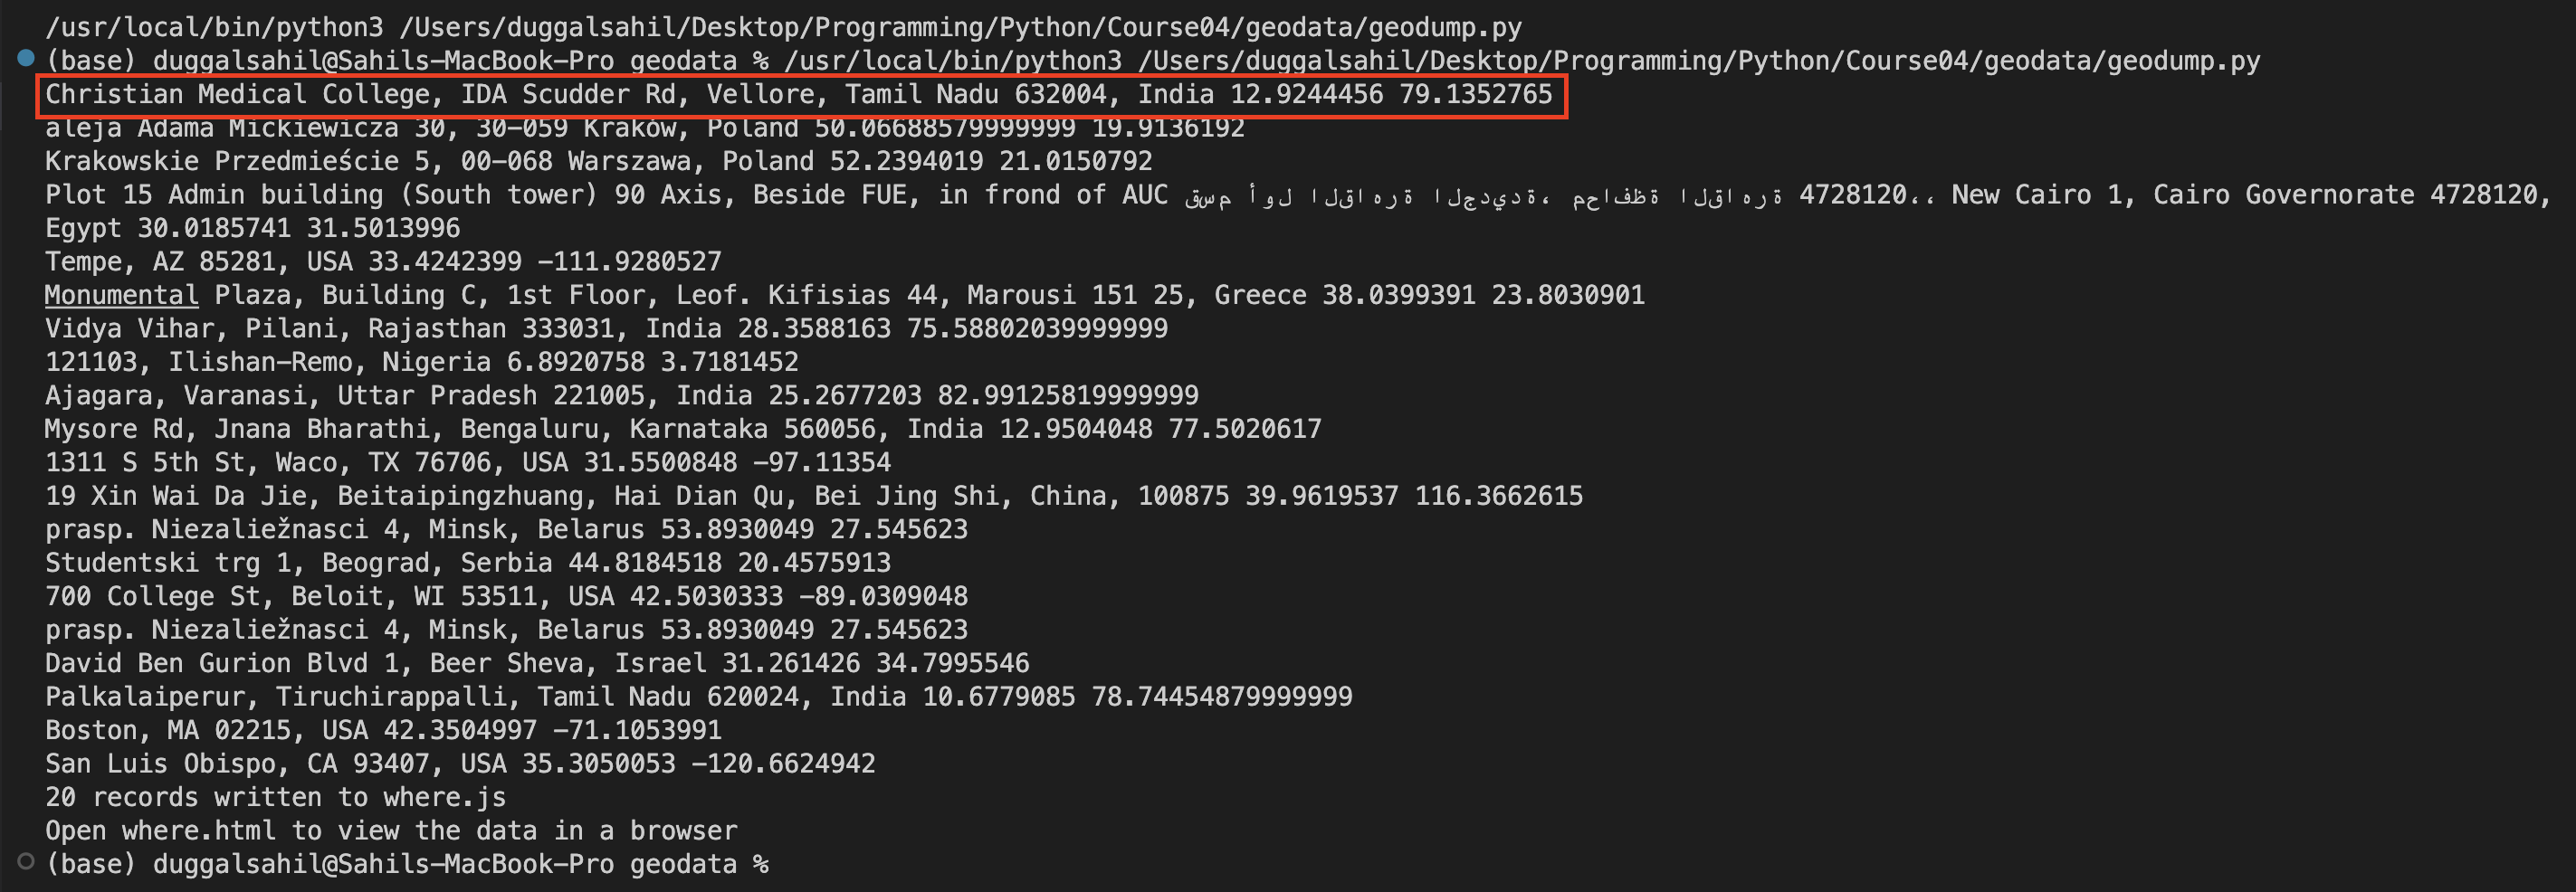 /usr/local/bin/python3 /Users/duggalsahil/Desktop/Programming/Python/Course04/geodata/geodump.py
(base) duggalsahil@Sahils-MacBook-Pro geodata % /usr/local/bin/python3 /Users/duggalsahil/Desktop/Programming/Python/Course04/geodata/geodump.py
Christian Medical College, IDA Scudder Rd, Vellore, Tamil Nadu 632004, India 12.9244456 79.1352765
aleja Adama Mickiewicza 30, 30-059 Kraków, Poland 50.06688579999999 19.9136192
Krakowskie Przedmieście 5, 00-068 Warszawa, Poland 52.2394019 21.0150792
Plot 15 Admin building (South tower) 90 Axis, Beside FUE, in frond of AUC قسم أول القاهرة الجديدة، محافظة القاهرة 4728120،، New Cairo 1, Cairo Governorate 4728120,
Egypt 30.0185741 31.5013996
Tempe, AZ 85281, USA 33.4242399 -111.9280527
Monumental Plaza, Building C, 1st Floor, Leof. Kifisias 44, Marousi 151 25, Greece 38.0399391 23.8030901
Vidya Vihar, Pilani, Rajasthan 333031, India 28.3588163 75.58802039999999
121103, Ilishan-Remo, Nigeria 6.8920758 3.7181452
Ajagara, Varanasi, Uttar Pradesh 221005, India 25.2677203 82.99125819999999
Mysore Rd, Jnana Bharathi, Bengaluru, Karnataka 560056, India 12.9504048 77.5020617
1311 S 5th St, Waco, TX 76706, USA 31.5500848 -97.11354
19 Xin Wai Da Jie, Beitaipingzhuang, Hai Dian Qu, Bei Jing Shi, China, 100875 39.9619537 116.3662615
prasp. Niezaliežnasci 4, Minsk, Belarus 53.8930049 27.545623
Studentski trg 1, Beograd, Serbia 44.8184518 20.4575913
700 College St, Beloit, WI 53511, USA 42.5030333 -89.0309048
prasp. Niezaliežnasci 4, Minsk, Belarus 53.8930049 27.545623
David Ben Gurion Blvd 1, Beer Sheva, Israel 31.261426 34.7995546
Palkalaiperur, Tiruchirappalli, Tamil Nadu 620024, India 10.6779085 78.74454879999999
Boston, MA 02215, USA 42.3504997 -71.1053991
San Luis Obispo, CA 93407, USA 35.3050053 -120.6624942
20 records written to where.js
Open where.html to view the data in a browser
(base) duggalsahil@Sahils-MacBook-Pro geodata %